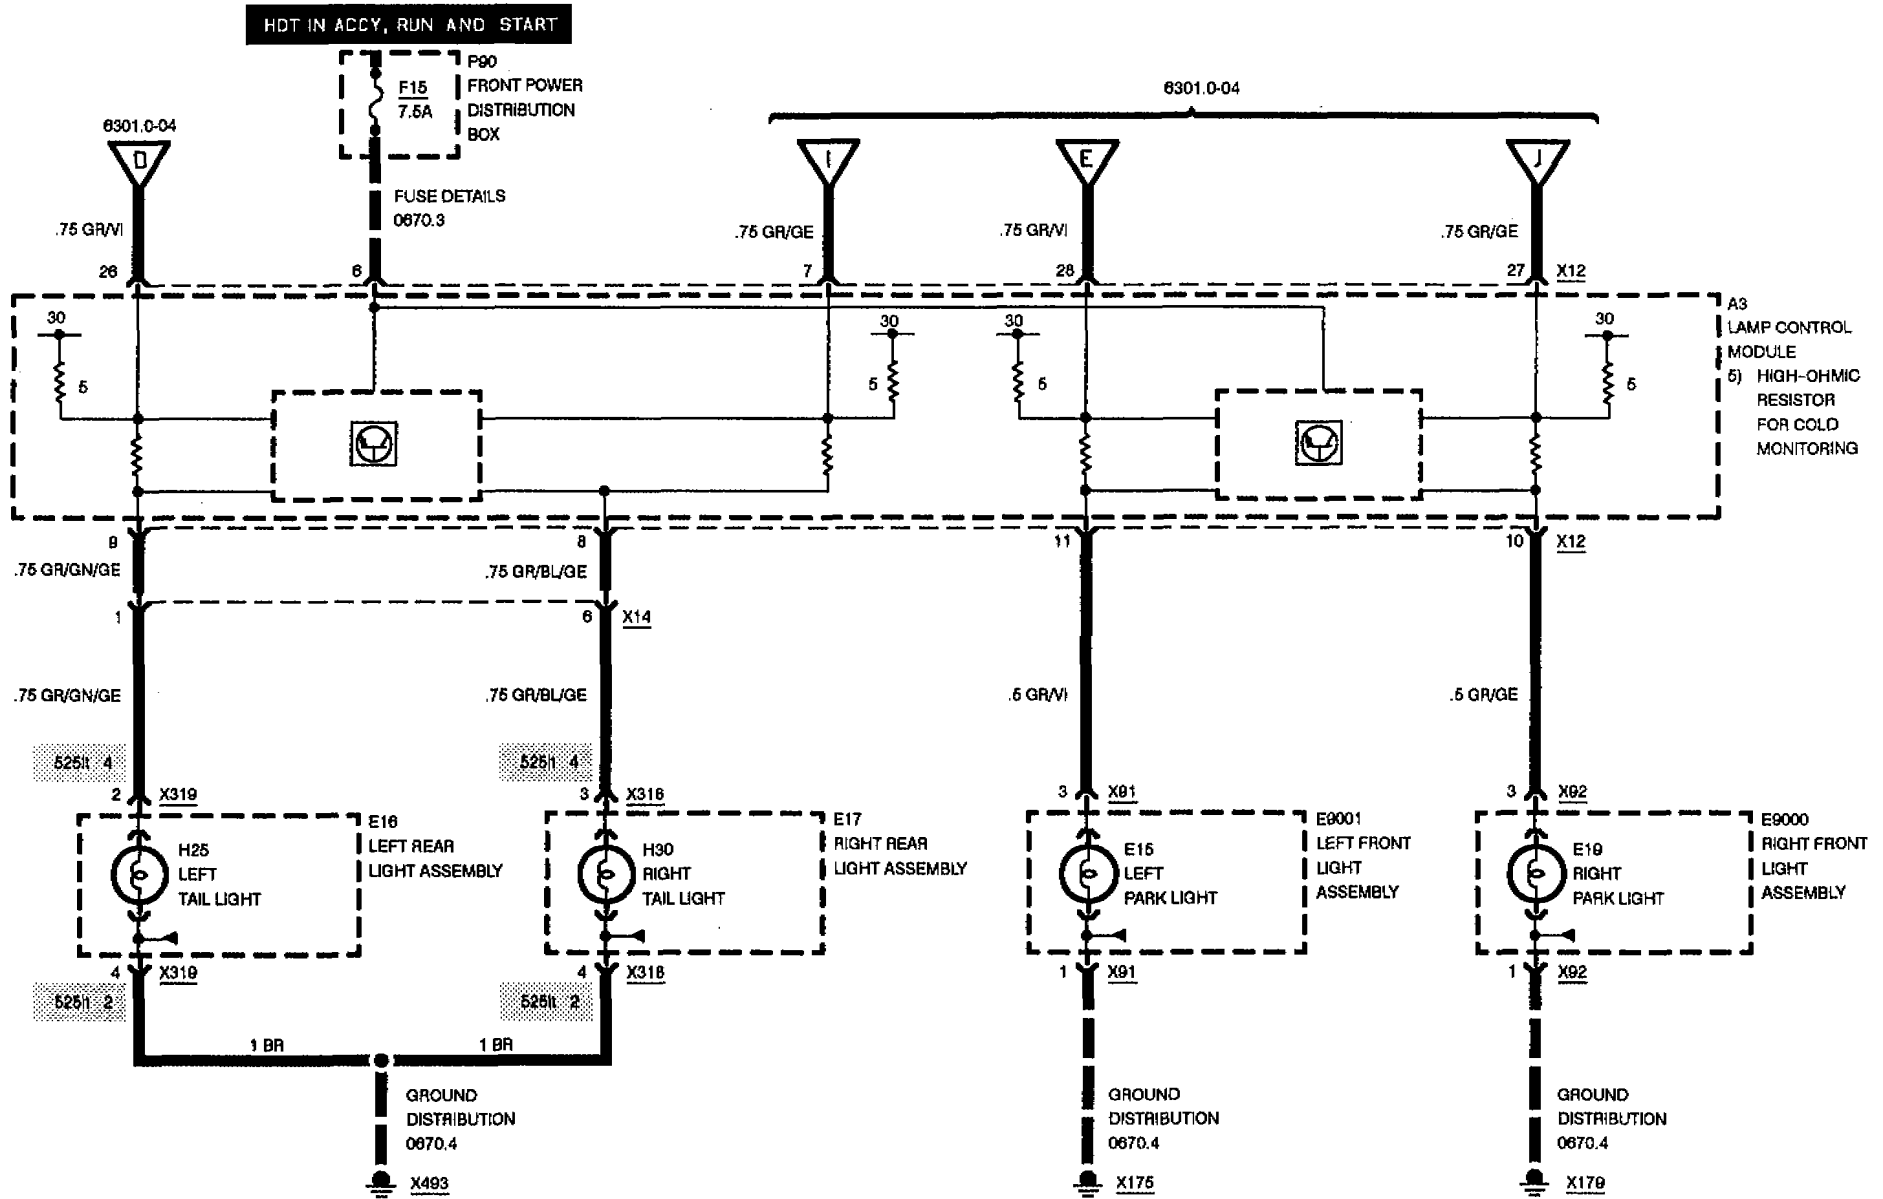 HOT IN ACCY, RUN AND START
P90
FRONT POWER
DISTRIBUTION
BOX
F15
7.5A
FUSE DETAILS
0670.3
6301.0-04
D
6301.0-04
I
E
J
.75 GR/VI
.75 GR/GE
.75 GR/VI
.75 GR/GE
26
6
7
28
27
X12
30
5
30
5
30
5
30
5
A3
LAMP CONTROL
MODULE
5) HIGH-OHMIC
RESISTOR
FOR COLD
MONITORING
9
8
11
10
X12
.75 GR/GN/GE
.75 GR/BL/GE
1
6
X14
.75 GR/GN/GE
.75 GR/BL/GE
.5 GR/VI
.5 GR/GE
525it 4
525it 4
2
X319
3
X318
3
X91
3
X92
E16
LEFT REAR
LIGHT ASSEMBLY
H25
LEFT
TAIL LIGHT
E17
RIGHT REAR
LIGHT ASSEMBLY
H30
RIGHT
TAIL LIGHT
E9001
LEFT FRONT
LIGHT
ASSEMBLY
E15
LEFT
PARK LIGHT
E9000
RIGHT FRONT
LIGHT
ASSEMBLY
E19
RIGHT
PARK LIGHT
4
X319
4
X318
1
X91
1
X92
525it 2
525it 2
1 BR
1 BR
GROUND
DISTRIBUTION
0670.4
X493
GROUND
DISTRIBUTION
0670.4
X175
GROUND
DISTRIBUTION
0670.4
X179